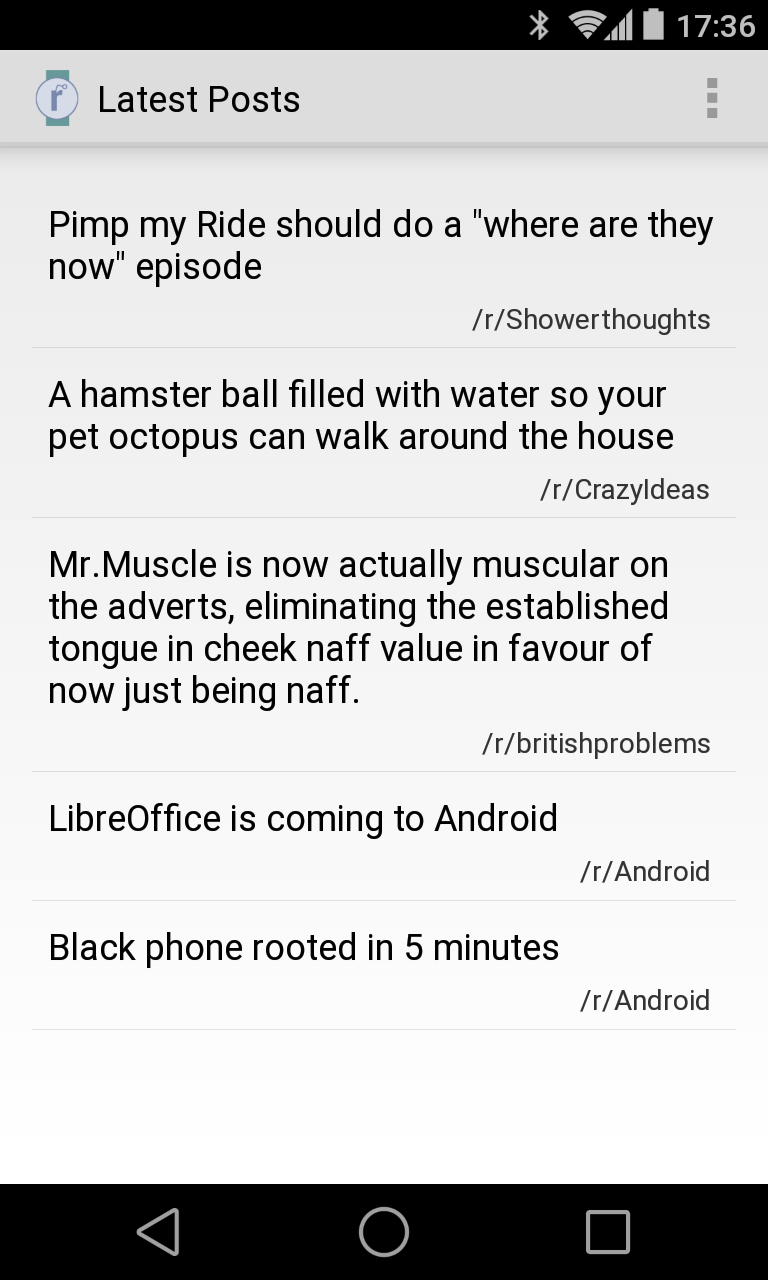 17:36
r
Latest Posts
Pimp my Ride should do a "where are they
now" episode
/r/Showerthoughts
A hamster ball filled with water so your
pet octopus can walk around the house
/r/CrazyIdeas
Mr.Muscle is now actually muscular on
the adverts, eliminating the established
tongue in cheek naff value in favour of
now just being naff.
/r/britishproblems
LibreOffice is coming to Android
/r/Android
Black phone rooted in 5 minutes
/r/Android